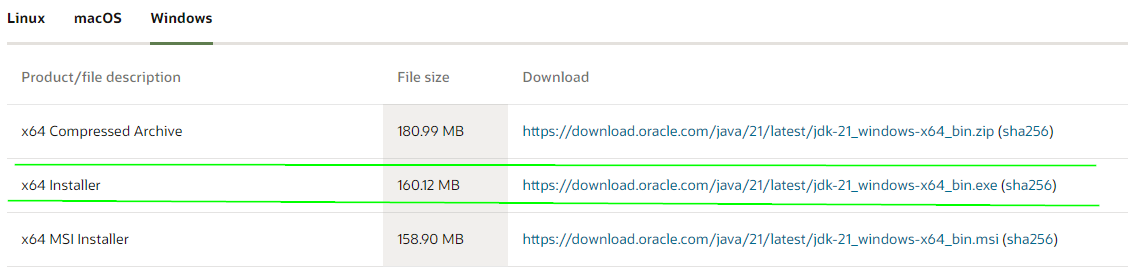 Linux macOS Windows
Product/file description File size Download
x64 Compressed Archive 180.99 MB https://download.oracle.com/java/21/latest/jdk-21_windows-x64_bin.zip (sha256)
x64 Installer 160.12 MB https://download.oracle.com/java/21/latest/jdk-21_windows-x64_bin.exe (sha256)
x64 MSI Installer 158.90 MB https://download.oracle.com/java/21/latest/jdk-21_windows-x64_bin.msi (sha256)